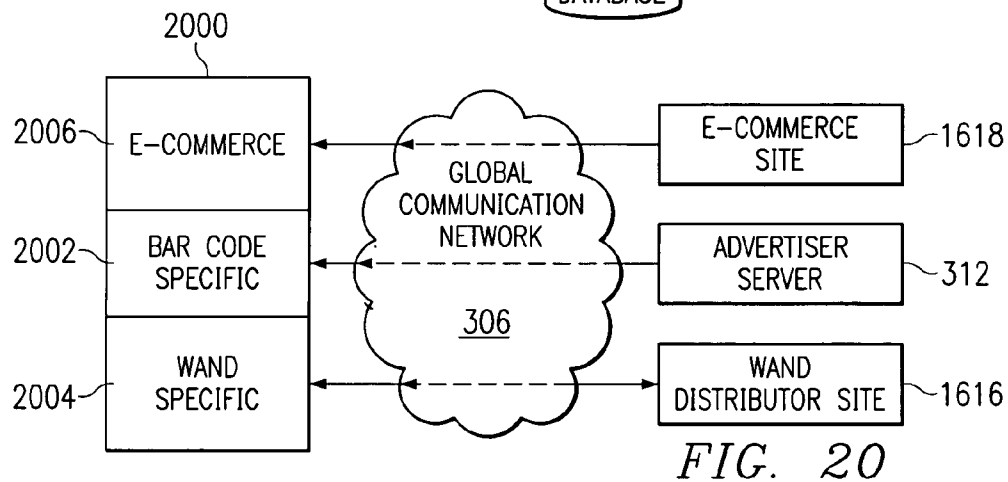 DATABASE
2000
2006
E-COMMERCE
GLOBAL
COMMUNICATION
NETWORK
306
E-COMMERCE
SITE
1618
2002
BAR CODE
SPECIFIC
ADVERTISER
SERVER
312
2004
WAND
SPECIFIC
WAND
DISTRIBUTOR SITE
1616
FIG. 20